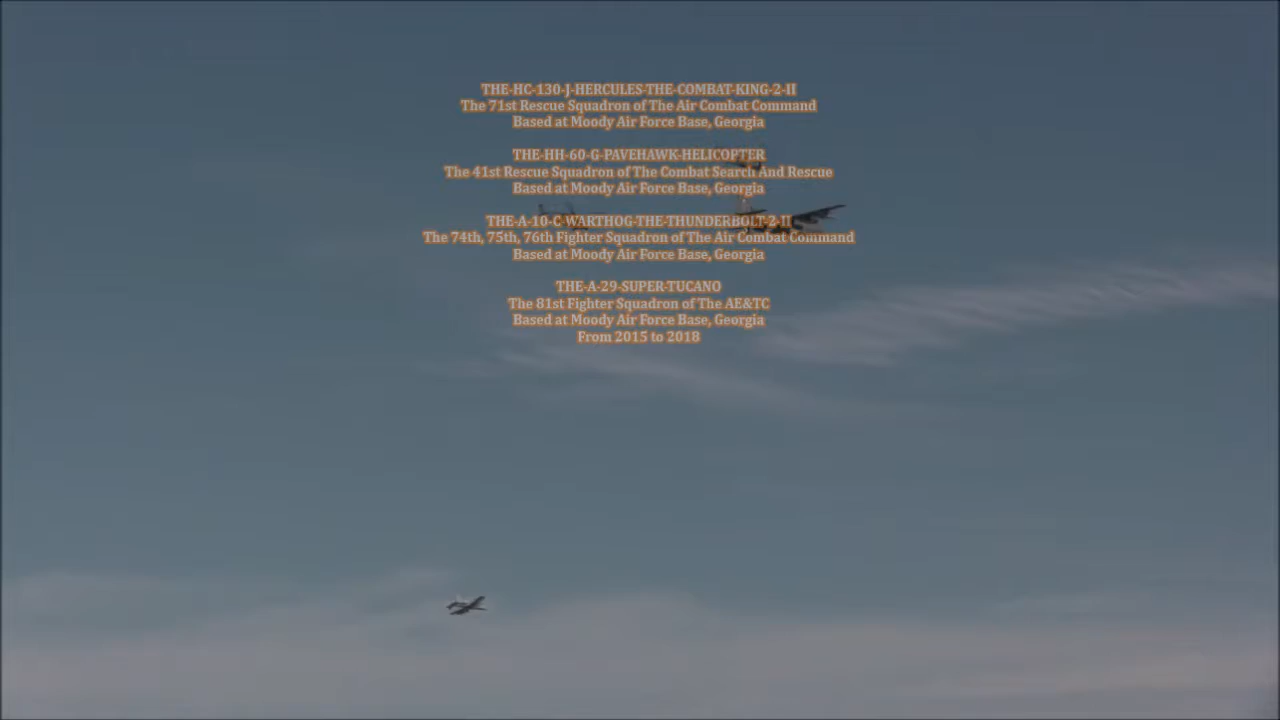 THE-HC-130-J-HERCULES-THE-COMBAT-KING-2-II
The 71st Rescue Squadron of The Air Combat Command
Based at Moody Air Force Base, Georgia
THE-HH-60-G-PAVEHAWK-HELICOPTER
The 41st Rescue Squadron of The Combat Search And Rescue
Based at Moody Air Force Base, Georgia
THE-A-10-C-WARTHOG-THE-THUNDERBOLT-2-II
The 74th, 75th, 76th Fighter Squadron of The Air Combat Command
Based at Moody Air Force Base, Georgia
THE-A-29-SUPER-TUCANO
The 81st Fighter Squadron of The AE&TC
Based at Moody Air Force Base, Georgia
From 2015 to 2018